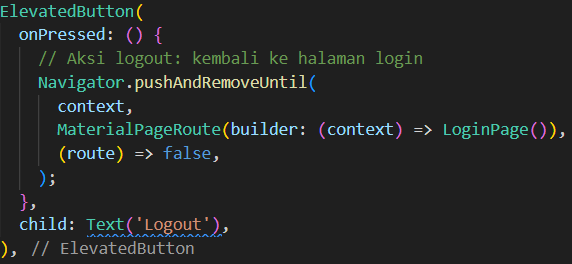 ElevatedButton(
  onPressed: () {
    // Aksi logout: kembali ke halaman login
    Navigator.pushAndRemoveUntil(
      context,
      MaterialPageRoute(builder: (context) => LoginPage()),
      (route) => false,
    );
  },
  child: Text('Logout'),
), // ElevatedButton